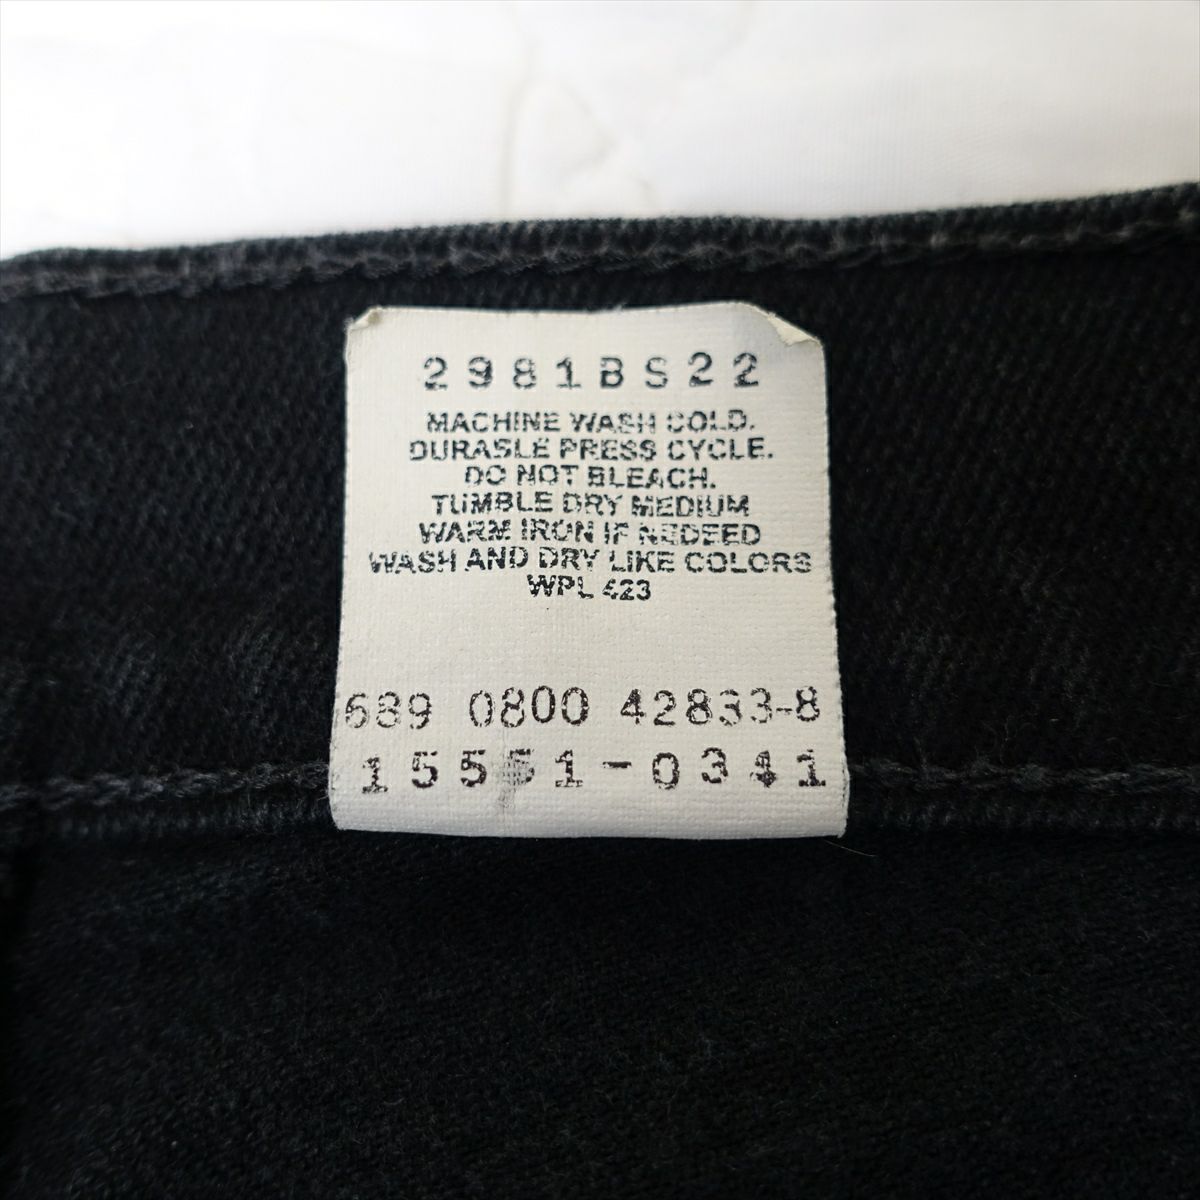 2981BS22
MACHINE WASH COLD.
DURABLE PRESS CYCLE.
DO NOT BLEACH.
TUMBLE DRY MEDIUM
WARM IRON IF NEDEED
WASH AND DRY LIKE COLORS
WPL 423
689 0800 42833-8
15551-0341